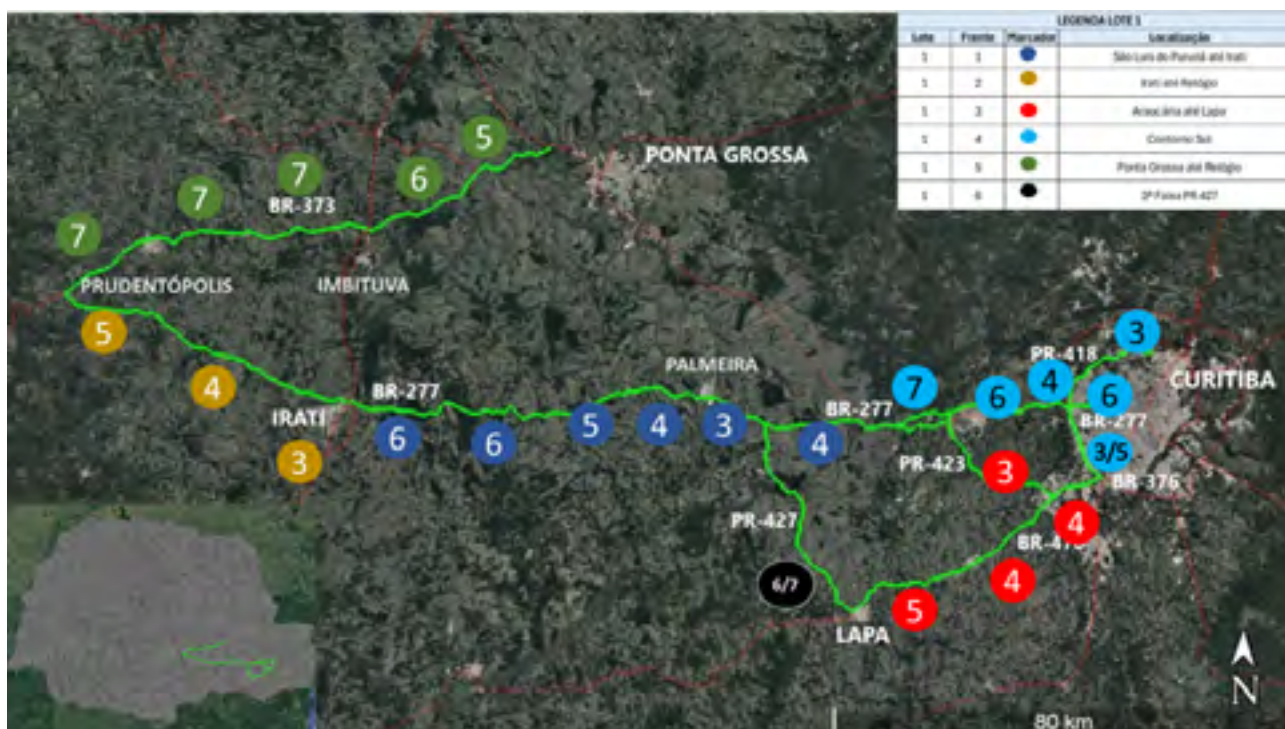 LEGENDA LOTE 1
Lote Frente Marcador Localização
1 1 São Luis do Purunã até Irati
1 2 Irati até Relógio
1 3 Araucária até Lapa
1 4 Contorno Sul
1 5 Ponta Grossa até Relógio
1 6 3ª Faixa PR-427
5
PONTA GROSSA
7
6
7
BR-373
7
PRUDENTÓPOLIS
IMBITUVA
5
4
IRATI
3
BR-277
6
6
5
4
PALMEIRA
3
BR-277
4
7
6
4
PR-418
3
CURITIBA
6
BR-277
3/5
BR-376
PR-423
3
4
4
5
PR-427
6/7
LAPA
N
80 km